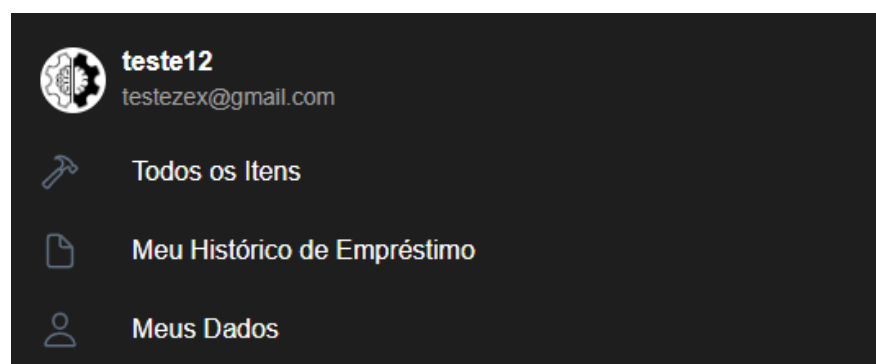 teste12
testezex@gmail.com
Todos os Itens
Meu Histórico de Empréstimo
Meus Dados